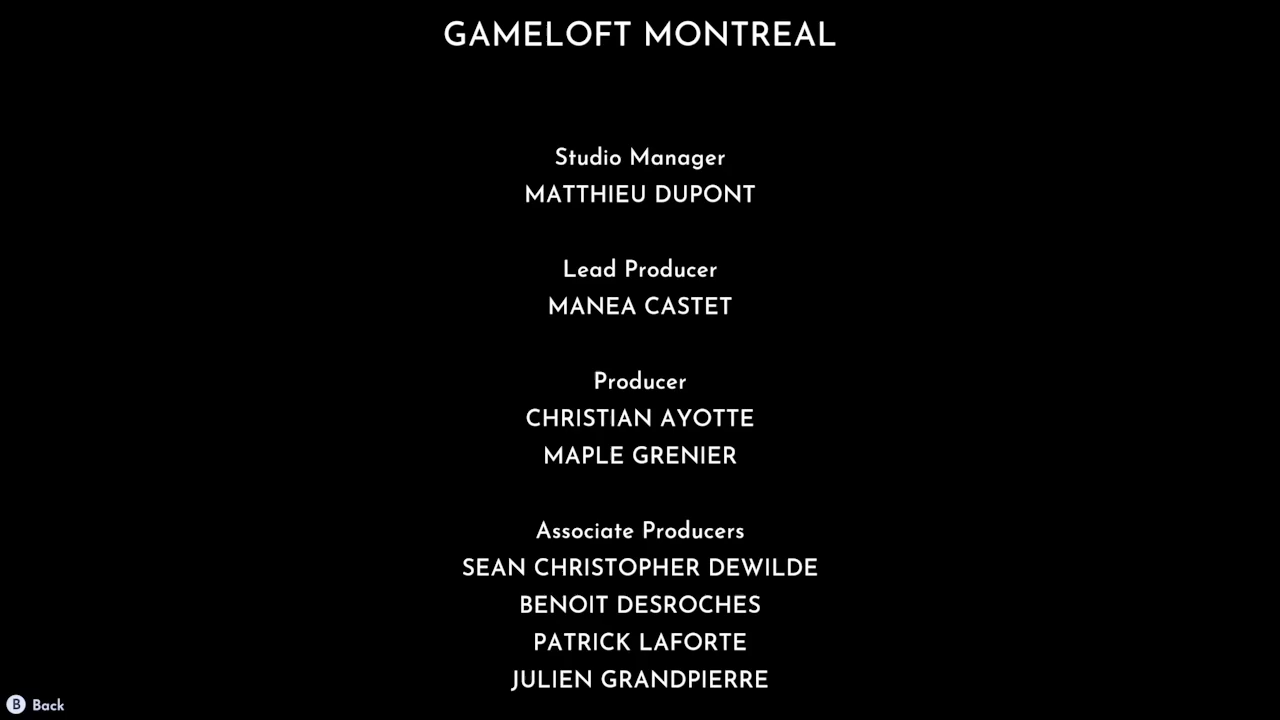 GAMELOFT MONTREAL
Studio Manager
MATTHIEU DUPONT
Lead Producer
MANEA CASTET
Producer
CHRISTIAN AYOTTE
MAPLE GRENIER
Associate Producers
SEAN CHRISTOPHER DEWILDE
BENOIT DESROCHES
PATRICK LAFORTE
JULIEN GRANDPIERRE
B Back